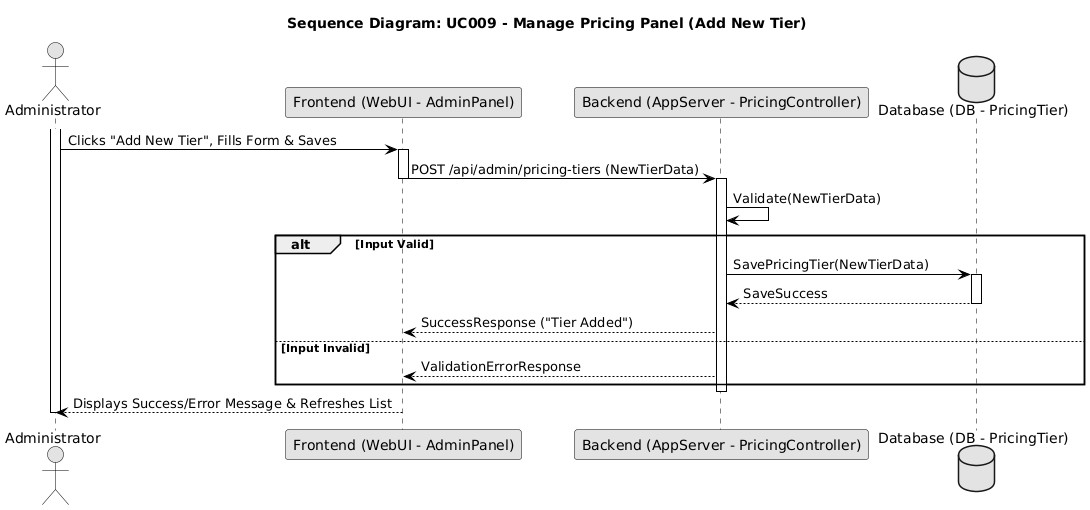 Sequence Diagram: UC009 - Manage Pricing Panel (Add New Tier)
Administrator
Frontend (WebUI - AdminPanel)
Backend (AppServer - PricingController)
Database (DB - PricingTier)
Clicks "Add New Tier", Fills Form & Saves
POST /api/admin/pricing-tiers (NewTierData)
Validate(NewTierData)
alt [Input Valid]
SavePricingTier(NewTierData)
SaveSuccess
SuccessResponse ("Tier Added")
[Input Invalid]
ValidationErrorResponse
Displays Success/Error Message & Refreshes List
Administrator
Frontend (WebUI - AdminPanel)
Backend (AppServer - PricingController)
Database (DB - PricingTier)